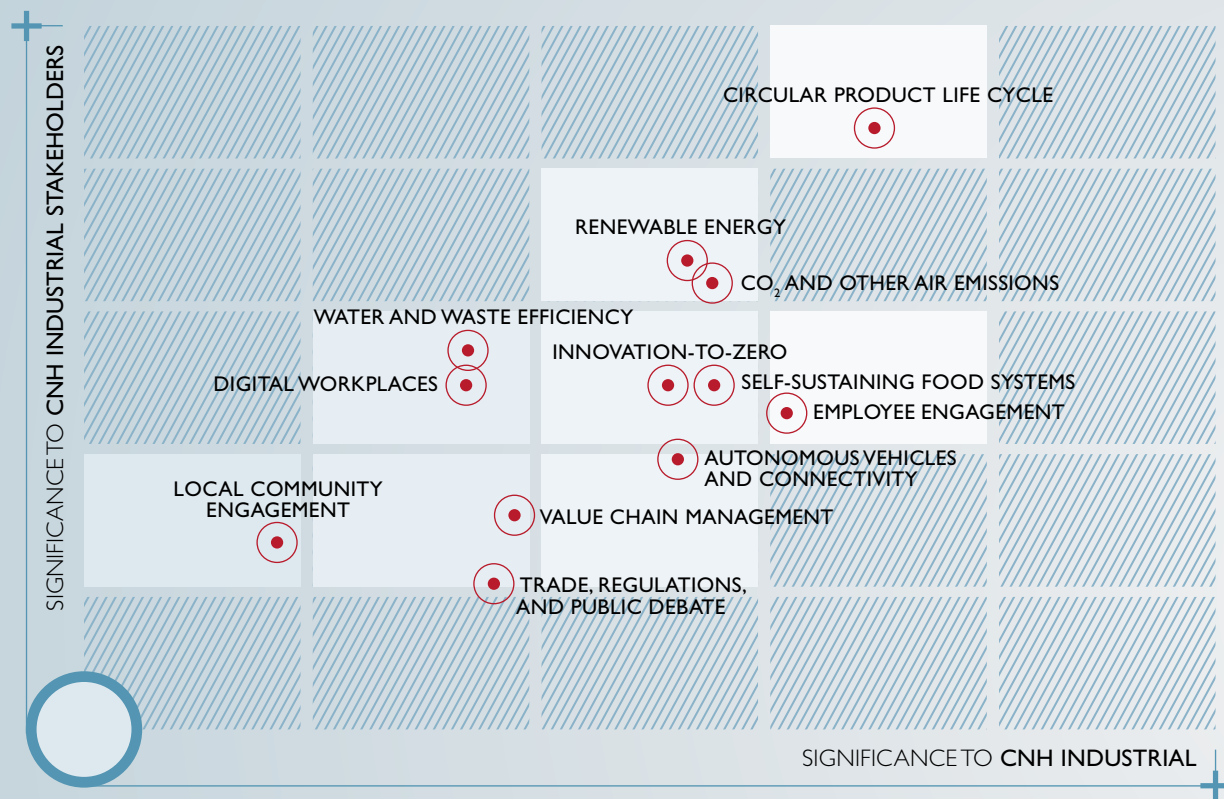 SIGNIFICANCE TO CNH INDUSTRIAL STAKEHOLDERS
CIRCULAR PRODUCT LIFE CYCLE
RENEWABLE ENERGY
CO₂ AND OTHER AIR EMISSIONS
WATER AND WASTE EFFICIENCY
INNOVATION-TO-ZERO
DIGITAL WORKPLACES
SELF-SUSTAINING FOOD SYSTEMS
EMPLOYEE ENGAGEMENT
AUTONOMOUS VEHICLES
AND CONNECTIVITY
LOCAL COMMUNITY
ENGAGEMENT
VALUE CHAIN MANAGEMENT
TRADE, REGULATIONS,
AND PUBLIC DEBATE
SIGNIFICANCE TO CNH INDUSTRIAL